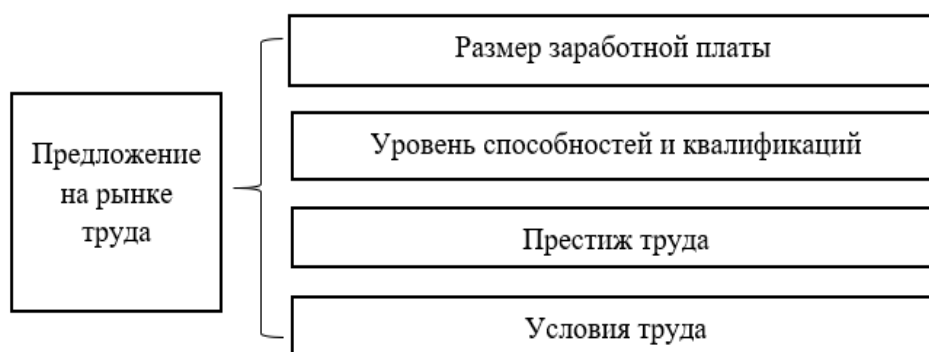 Предложение
на рынке
труда
Размер заработной платы
Уровень способностей и квалификаций
Престиж труда
Условия труда